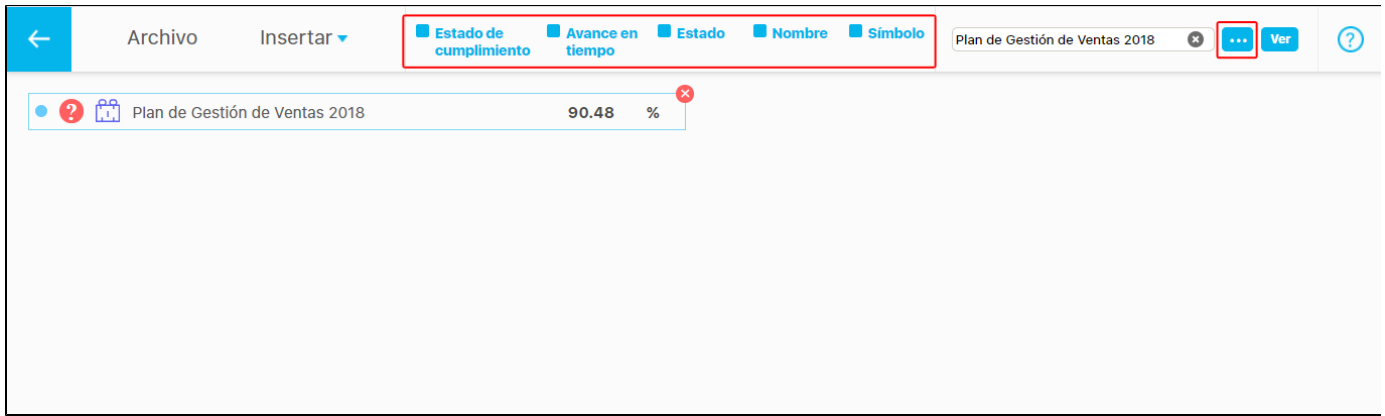 Archivo
Insertar
Estado de
cumplimiento
Avance en
tiempo
Estado
Nombre
Símbolo
Plan de Gestión de Ventas 2018
...
Ver
?
? Plan de Gestión de Ventas 2018 90.48 %